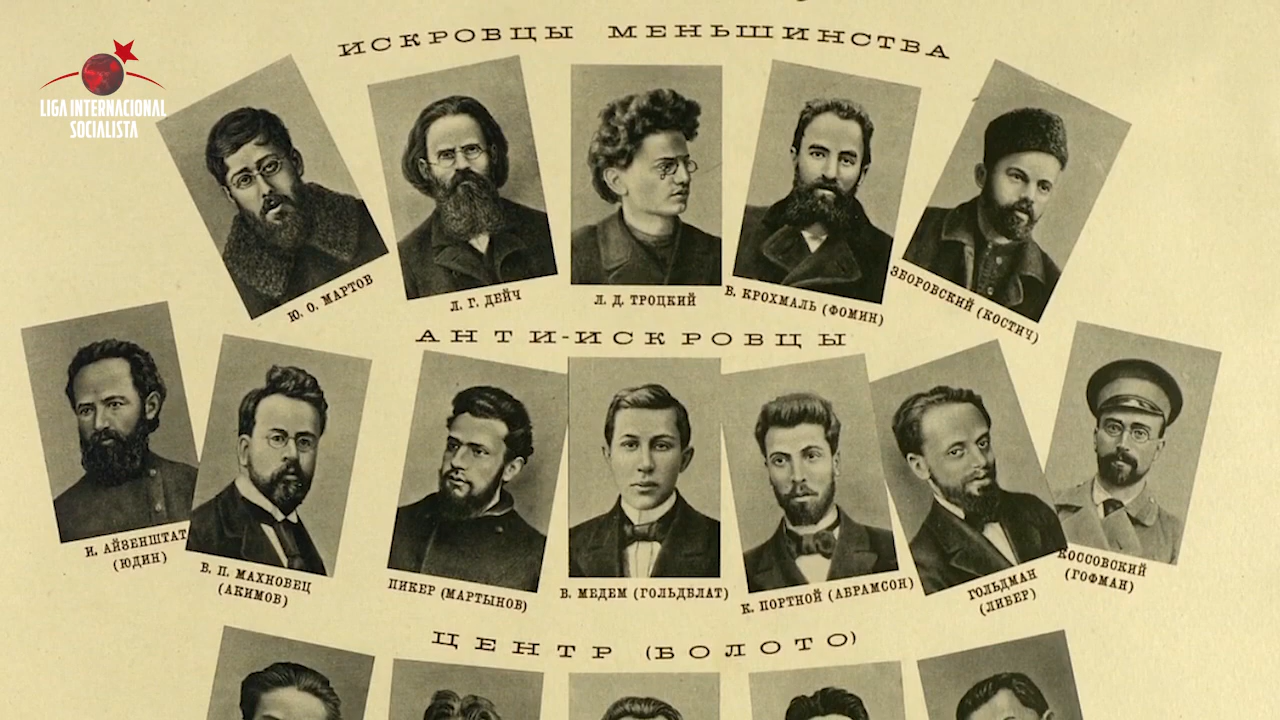 ИСКРОВЦЫ МЕНЬШИНСТВА
LIGA INTERNACIONAL
SOCIALISTA
Ю. О. МАРТОВ
Л. Г. ДЕЙЧ
Л. Д. ТРОЦКИЙ
В. КРОХМАЛЬ (ФОМИН)
ЗБОРОВСКИЙ (КОСТИЧ)
АНТИ-ИСКРОВЦЫ
И. АЙЗЕНШТАТ
(ЮДИН)
В. П. МАХНОВЕЦ
(АКИМОВ)
ПИКЕР (МАРТЫНОВ)
В. МЕДЕМ (ГОЛЬДБЛАТ)
К. ПОРТНОЙ (АБРАМСОН)
ГОЛЬДМАН
(ЛИБЕР)
КОССОВСКИЙ
(ГОФМАН)
ЦЕНТР (БОЛОТО)